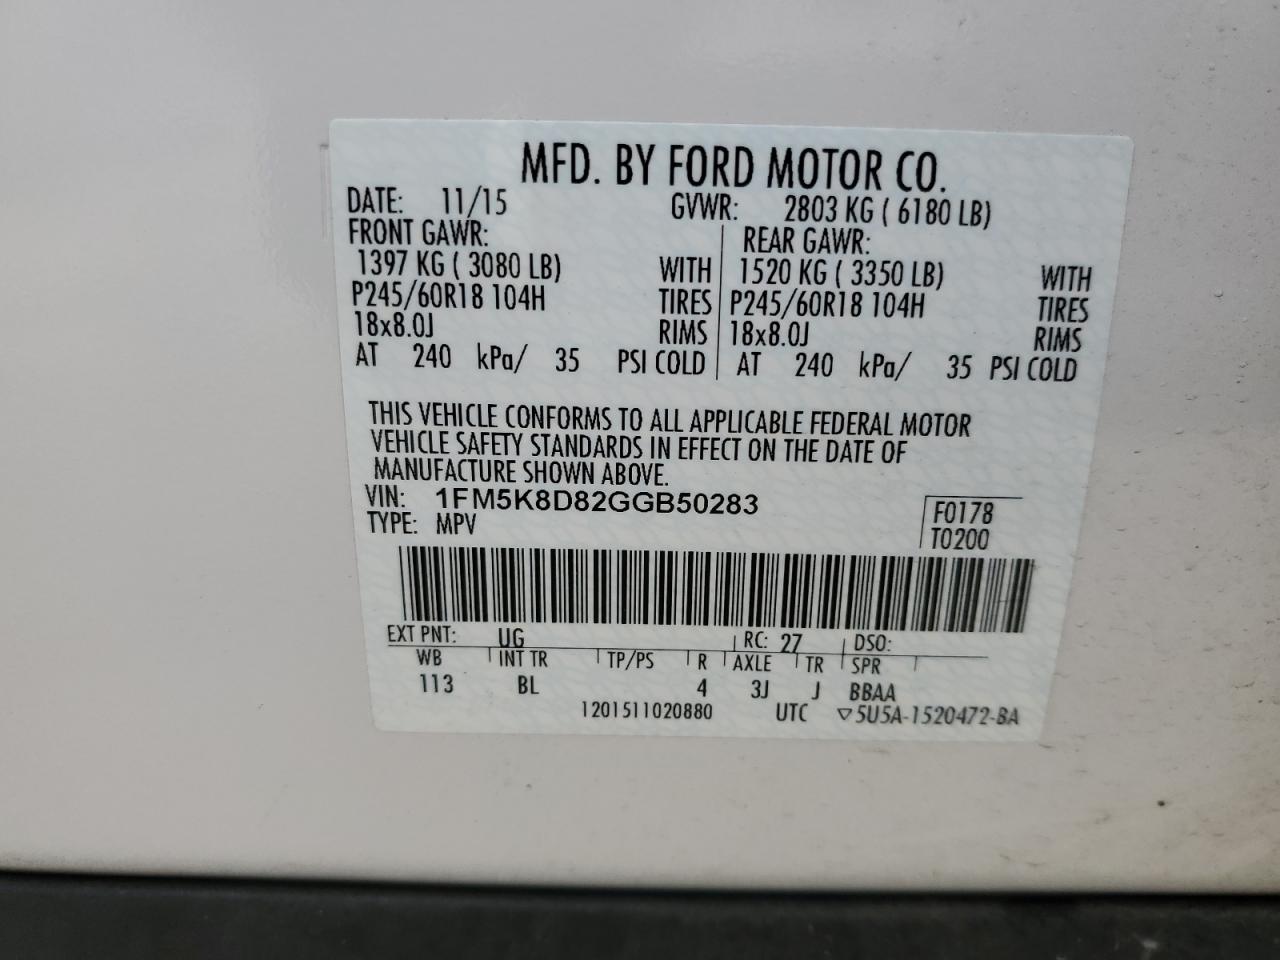 MFD. BY FORD MOTOR CO.
DATE: 11/15 GVWR: 2803 KG ( 6180 LB)
FRONT GAWR: REAR GAWR:
1397 KG ( 3080 LB) WITH 1520 KG ( 3350 LB) WITH
P245/60R18 104H TIRES P245/60R18 104H TIRES
18x8.0J RIMS 18x8.0J RIMS
AT 240 kPa/ 35 PSI COLD AT 240 kPa/ 35 PSI COLD
THIS VEHICLE CONFORMS TO ALL APPLICABLE FEDERAL MOTOR
VEHICLE SAFETY STANDARDS IN EFFECT ON THE DATE OF
MANUFACTURE SHOWN ABOVE.
VIN: 1FM5K8D82GGB50283 F0178
TYPE: MPV T0200
EXT PNT: UG RC: 27 DSO:
WB INT TR TP/PS R AXLE TR SPR
113 BL 4 3J J BBAA
1201511020880 UTC ▽5U5A-1520472-BA